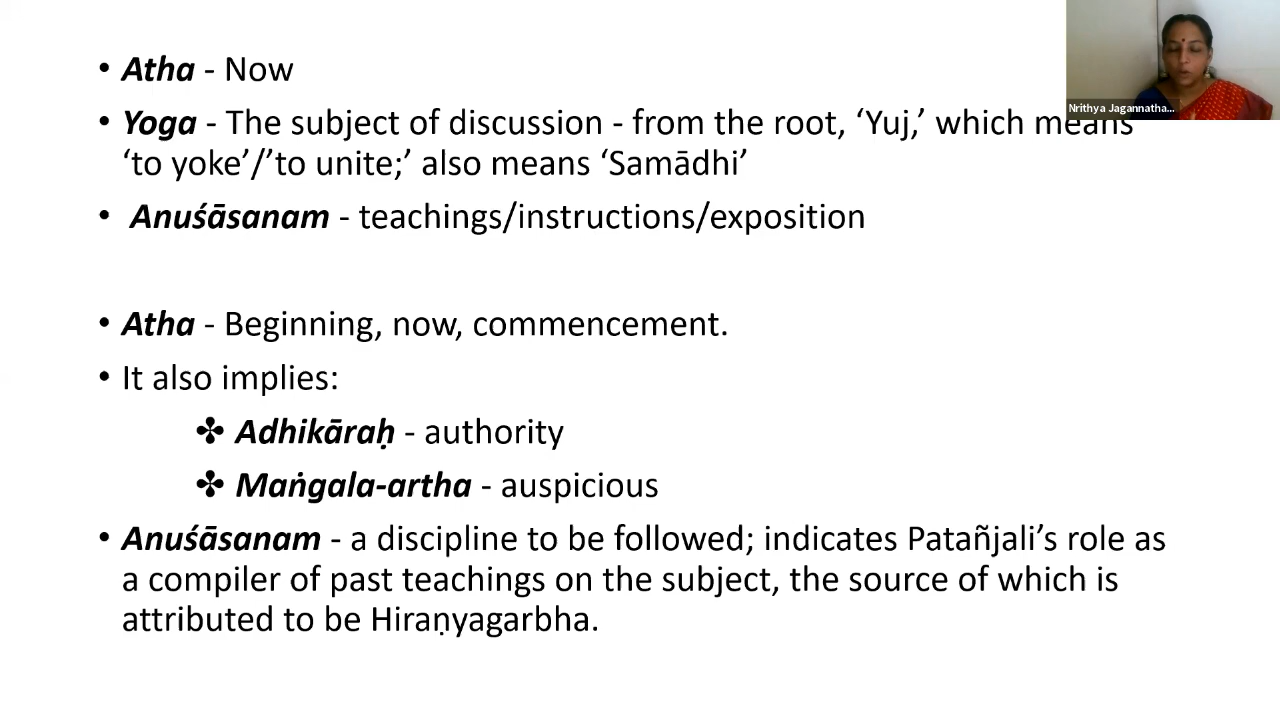 • Atha - Now
• Yoga - The subject of discussion - from the root, ‘Yuj,’ which means
‘to yoke’/’to unite;’ also means ‘Samādhi’
• Anuśāsanam - teachings/instructions/exposition
• Atha - Beginning, now, commencement.
• It also implies:
✤ Adhikāraḥ - authority
✤ Maṅgala-artha - auspicious
• Anuśāsanam - a discipline to be followed; indicates Patañjali’s role as
a compiler of past teachings on the subject, the source of which is
attributed to be Hiraṇyagarbha.
Nrithya Jagannatha...